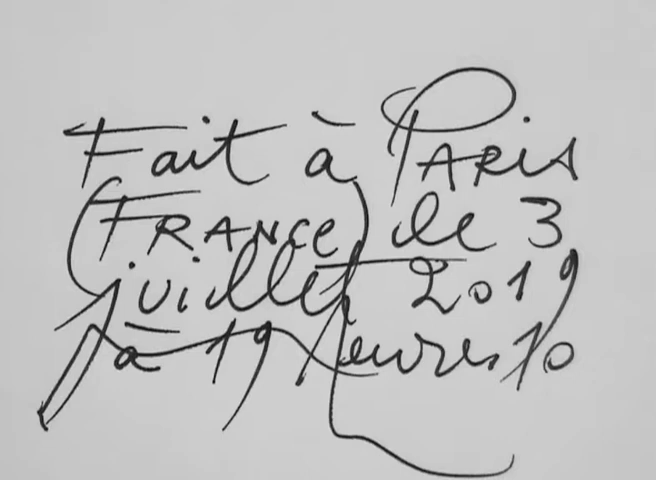 Fait à PARIS
(FRANCE) le 3
juillet 2019
à 19 heures 10